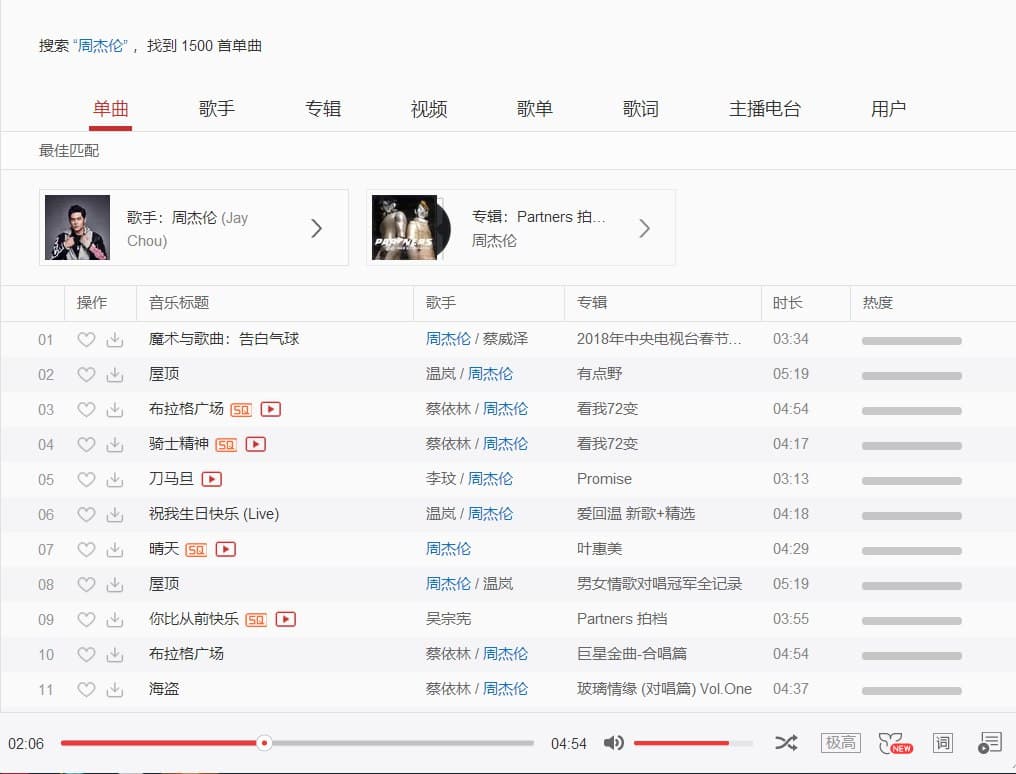 搜索“周杰伦”，找到 1500 首单曲
单曲 歌手 专辑 视频 歌单 歌词 主播电台 用户
最佳匹配
歌手：周杰伦 (Jay
Chou)
PARTNERS
专辑：Partners 拍...
周杰伦
操作 音乐标题 歌手 专辑 时长 热度
01 魔术与歌曲：告白气球 周杰伦 / 蔡威泽 2018年中央电视台春节... 03:34
02 屋顶 温岚 / 周杰伦 有点野 05:19
03 布拉格广场 SQ 蔡依林 / 周杰伦 看我72变 04:54
04 骑士精神 SQ 蔡依林 / 周杰伦 看我72变 04:17
05 刀马旦 李玟 / 周杰伦 Promise 03:13
06 祝我生日快乐 (Live) 温岚 / 周杰伦 爱回温 新歌+精选 04:18
07 晴天 SQ 周杰伦 叶惠美 04:29
08 屋顶 周杰伦 / 温岚 男女情歌对唱冠军全记录 05:19
09 你比从前快乐 SQ 吴宗宪 Partners 拍档 03:55
10 布拉格广场 蔡依林 / 周杰伦 巨星金曲-合唱篇 04:54
11 海盗 蔡依林 / 周杰伦 玻璃情缘 (对唱篇) Vol.One 04:37
02:06 04:54 极高 NEW 词